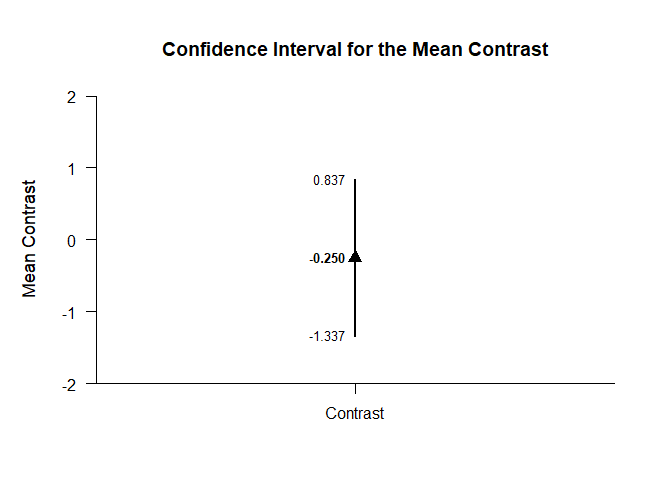 Confidence Interval for the Mean Contrast
Mean Contrast
2
1
0
-1
-2
0.837
-0.250
-1.337
Contrast